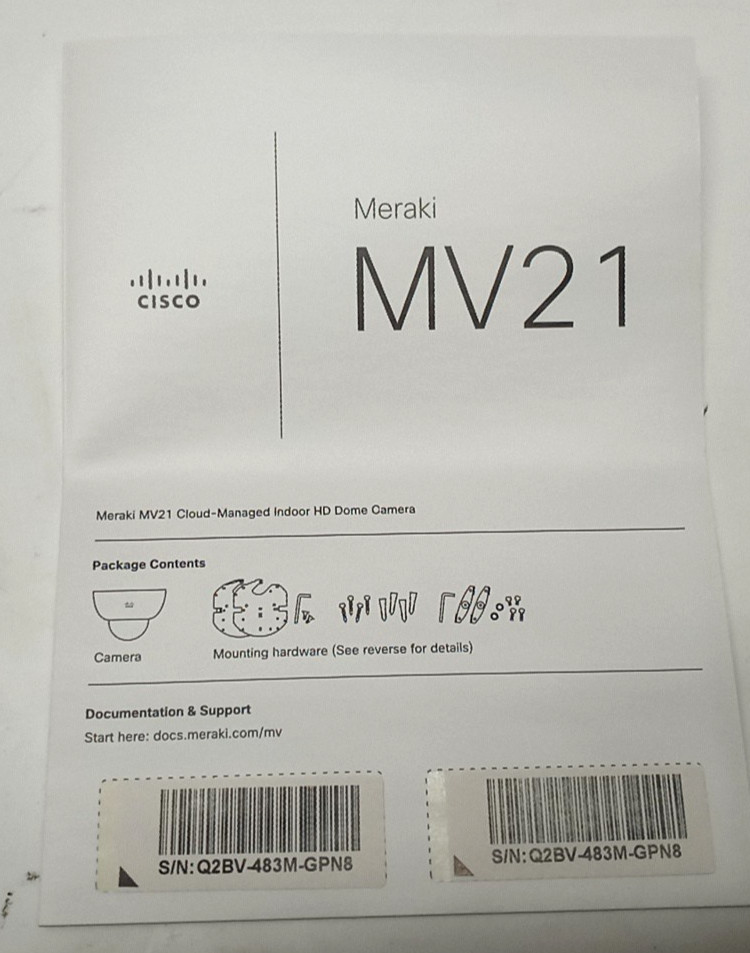 Meraki
MV21
CISCO
Meraki MV21 Cloud-Managed Indoor HD Dome Camera
Package Contents
Camera
Mounting hardware (See reverse for details)
Documentation & Support
Start here: docs.meraki.com/mv
S/N: Q2BV-483M-GPN8
S/N: Q2BV-483M-GPN8